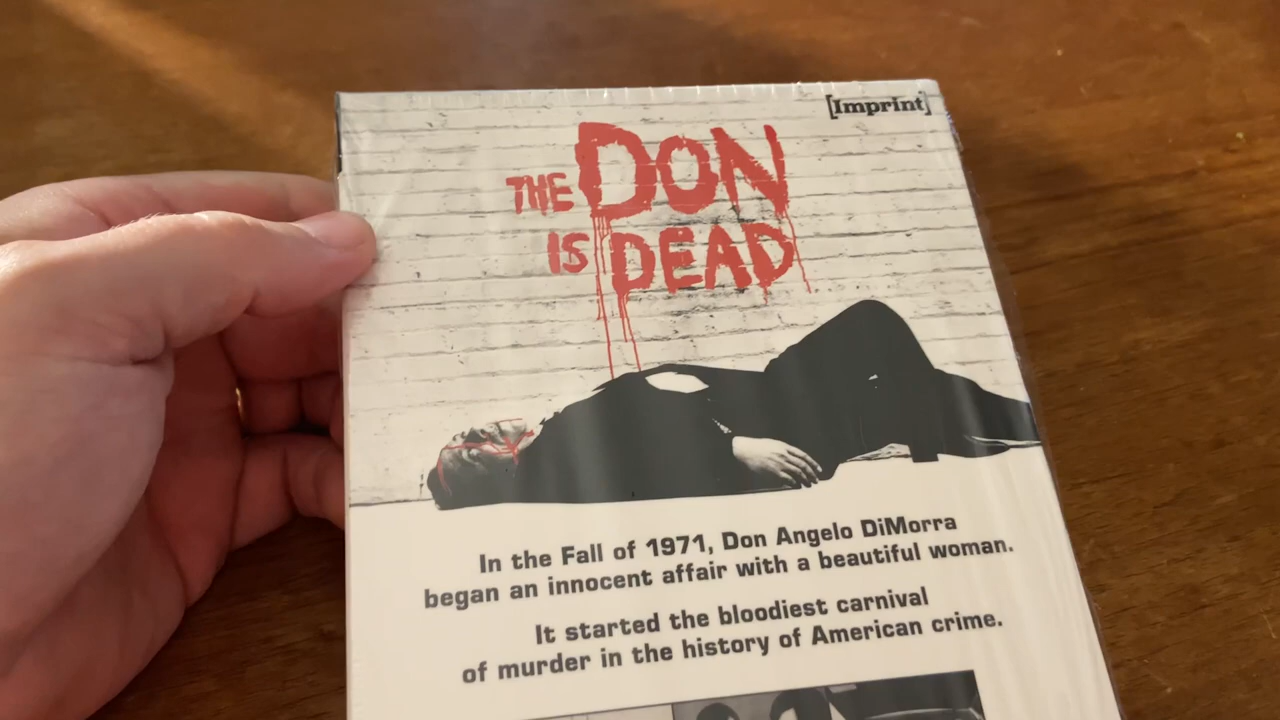 [Imprint]
THE DON
IS DEAD
In the Fall of 1971, Don Angelo DiMorra
began an innocent affair with a beautiful woman.
It started the bloodiest carnival
of murder in the history of American crime.